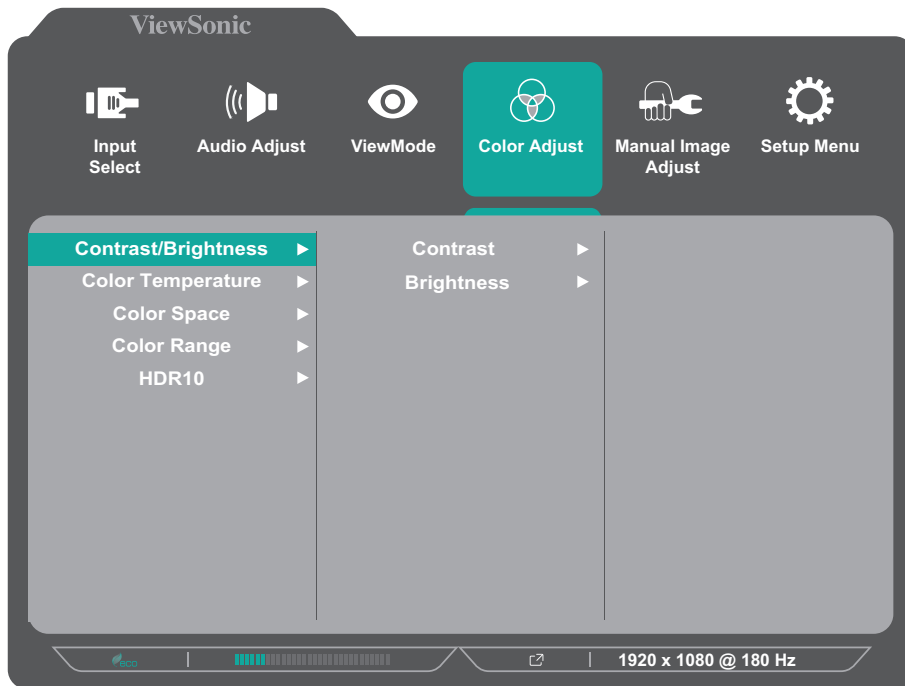 ViewSonic
Input Select
Audio Adjust
ViewMode
Color Adjust
Manual Image Adjust
Setup Menu
Contrast/Brightness
Color Temperature
Color Space
Color Range
HDR10
Contrast
Brightness
eco
1920 x 1080 @ 180 Hz